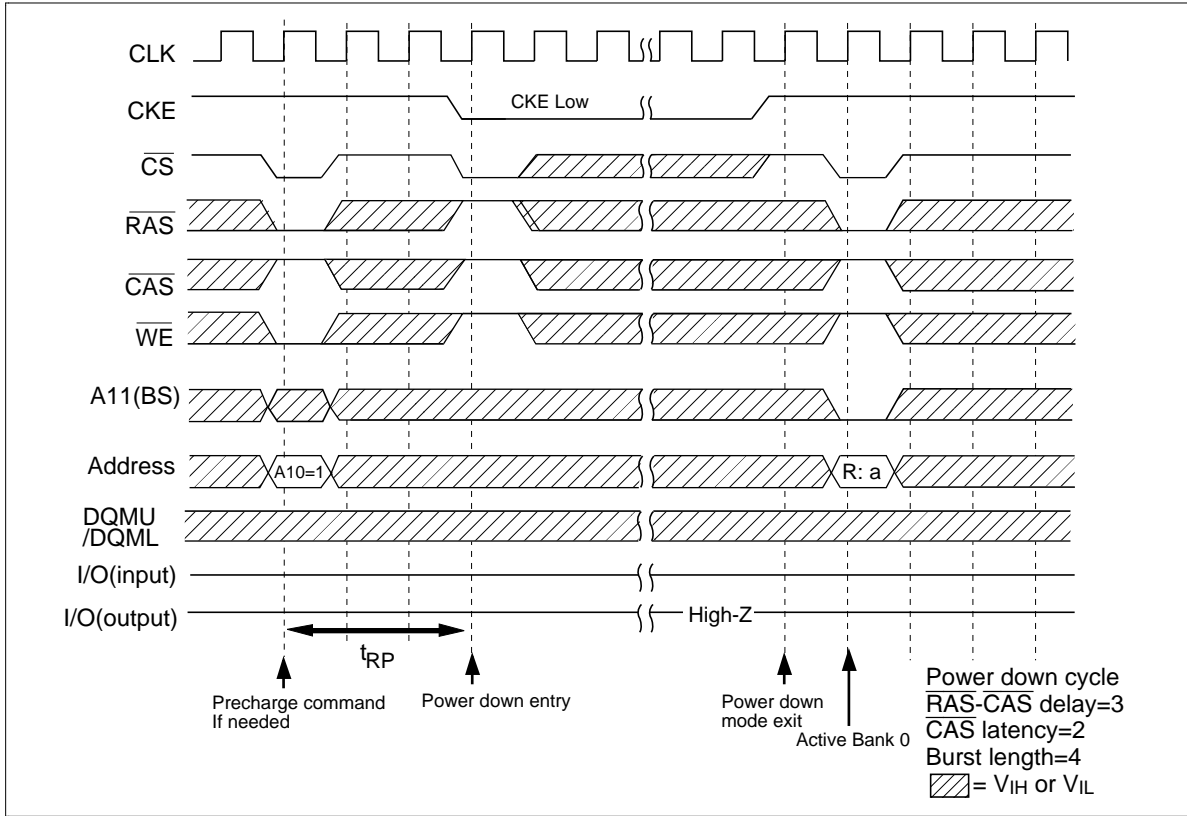 CLK
CKE
CKE Low
CS
RAS
CAS
WE
A11(BS)
Address
A10=1
R: a
DQMU
/DQML
I/O(input)
I/O(output)
High-Z
tRP
Precharge command
If needed
Power down entry
Power down
mode exit
Active Bank 0
Power down cycle
RAS-CAS delay=3
CAS latency=2
Burst length=4
= VIH or VIL